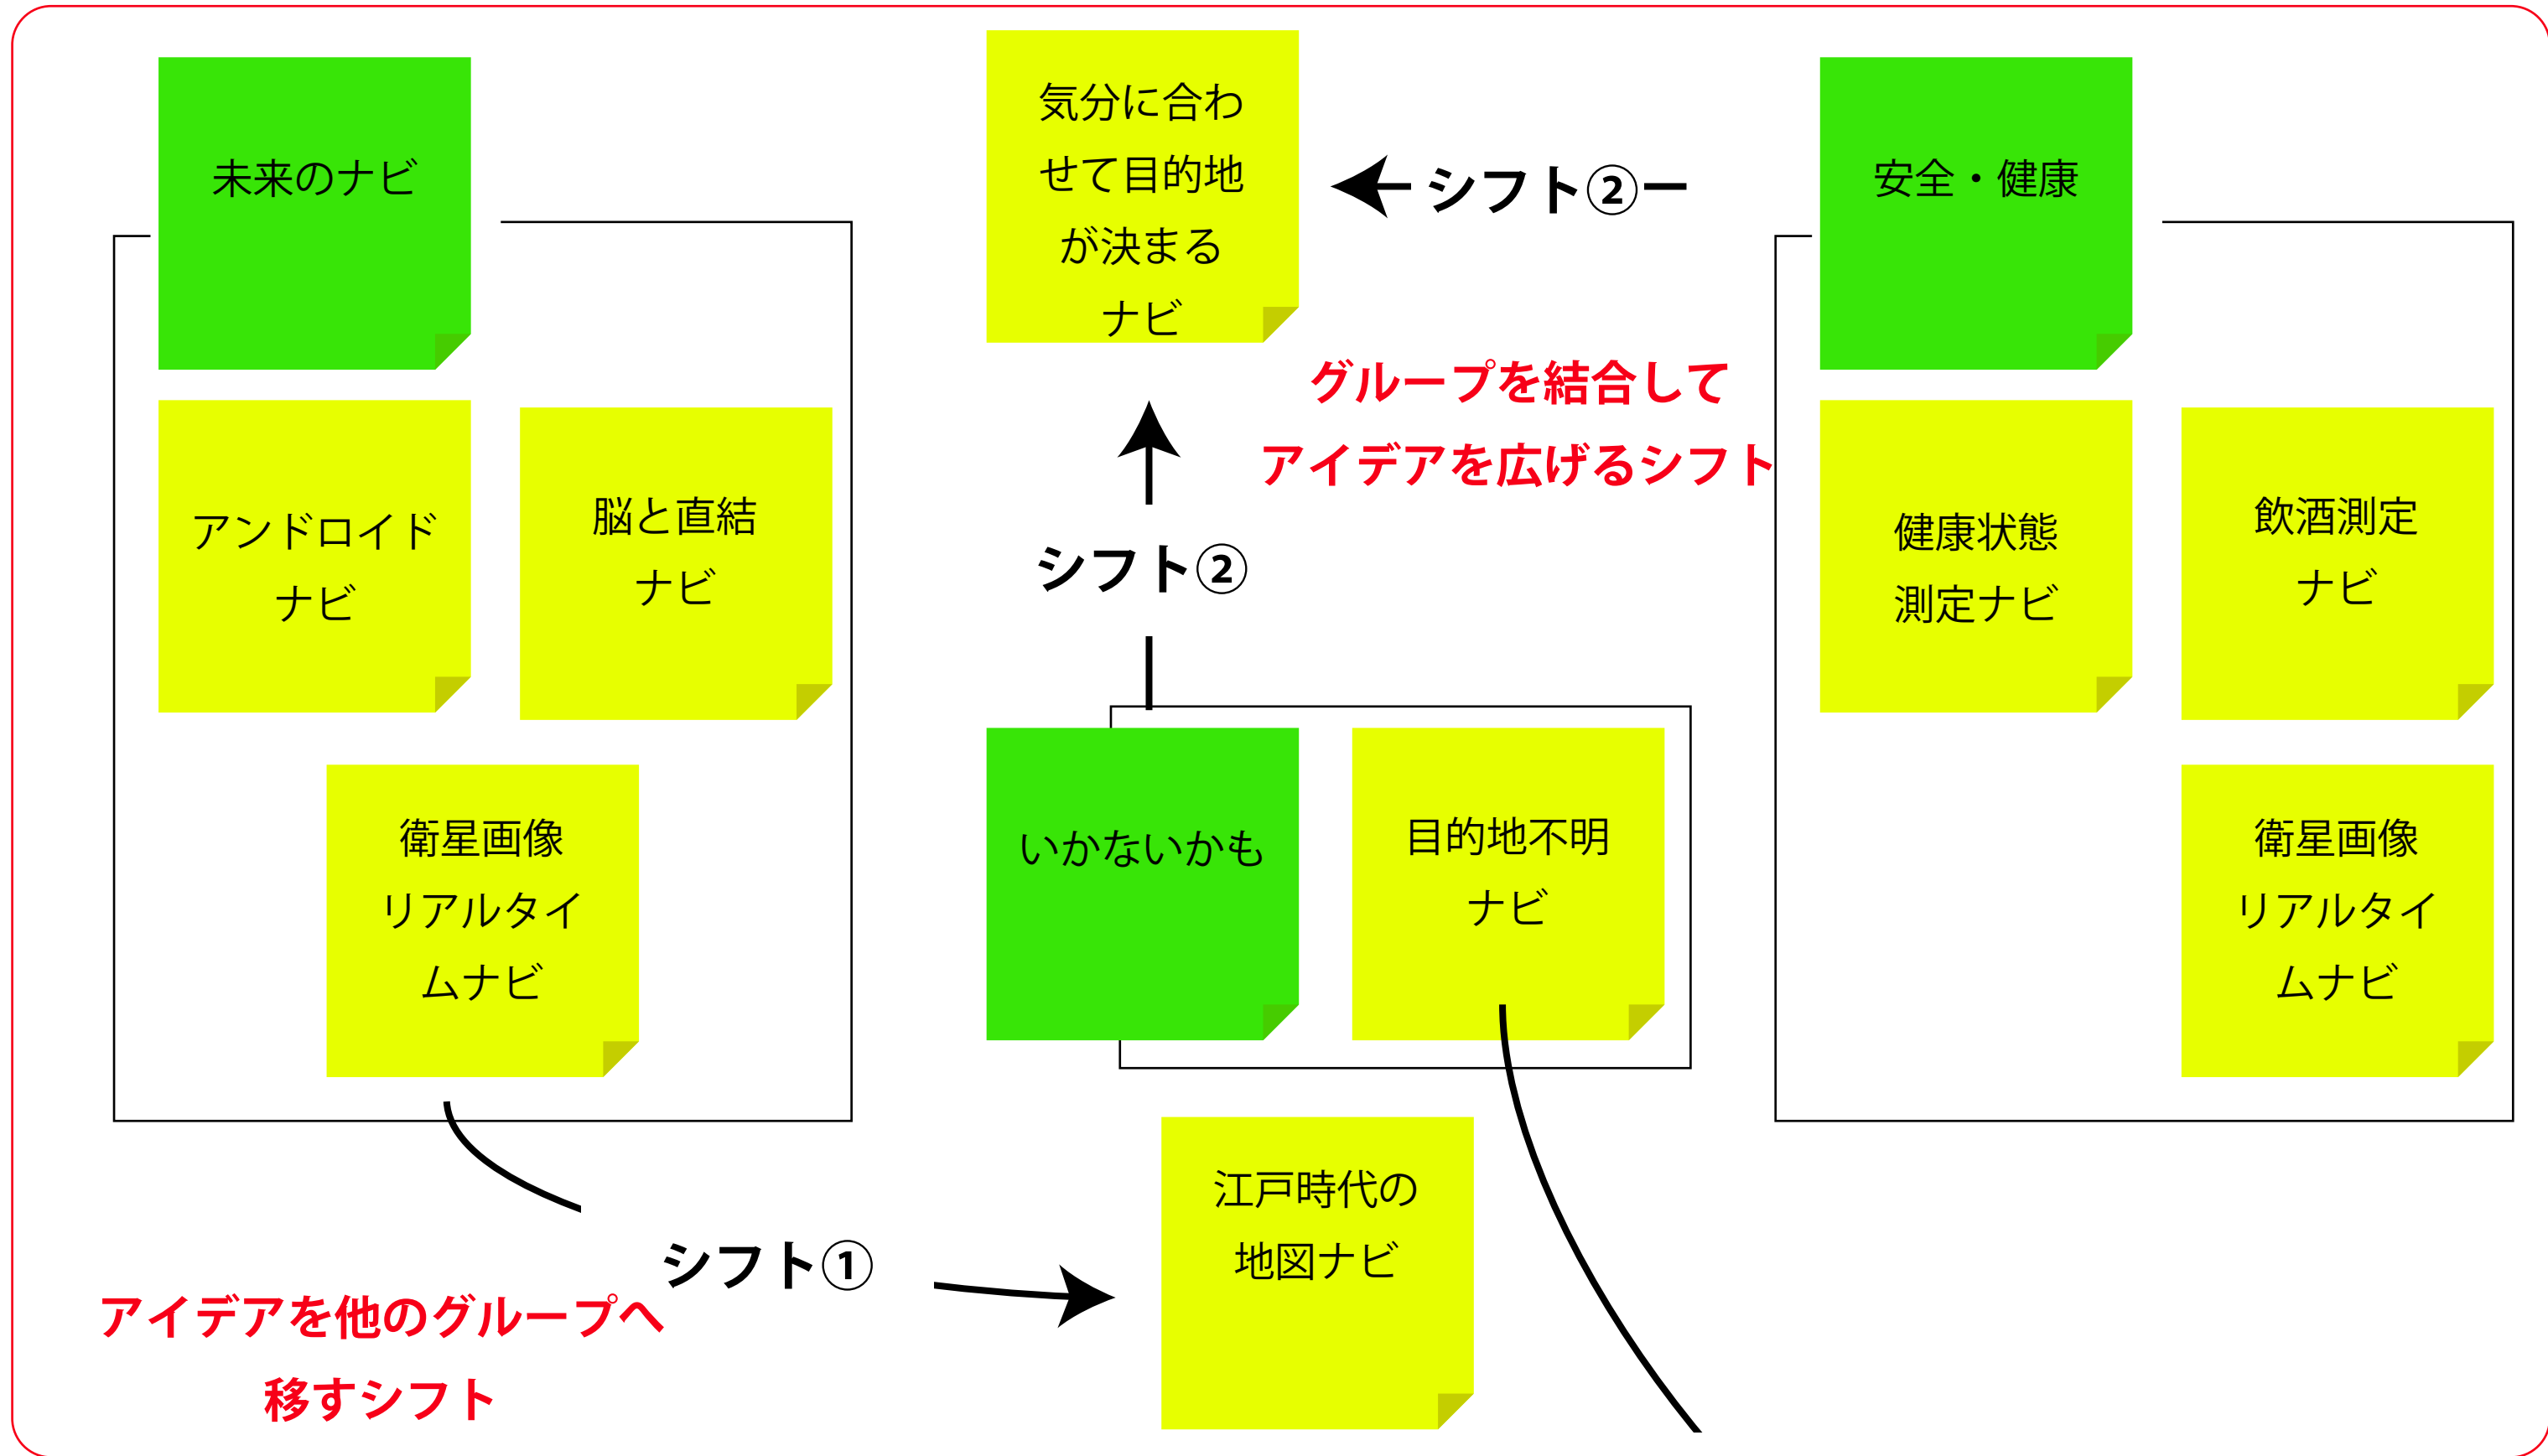 未来のナビ
アンドロイド
ナビ
脳と直結
ナビ
衛星画像
リアルタイ
ムナビ
シフト①
アイデアを他のグループへ
移すシフト
気分に合わ
せて目的地
が決まる
ナビ
シフト②
グループを結合して
アイデアを広げるシフト
シフト②
いかないかも
目的地不明
ナビ
江戸時代の
地図ナビ
安全・健康
健康状態
測定ナビ
飲酒測定
ナビ
衛星画像
リアルタイ
ムナビ